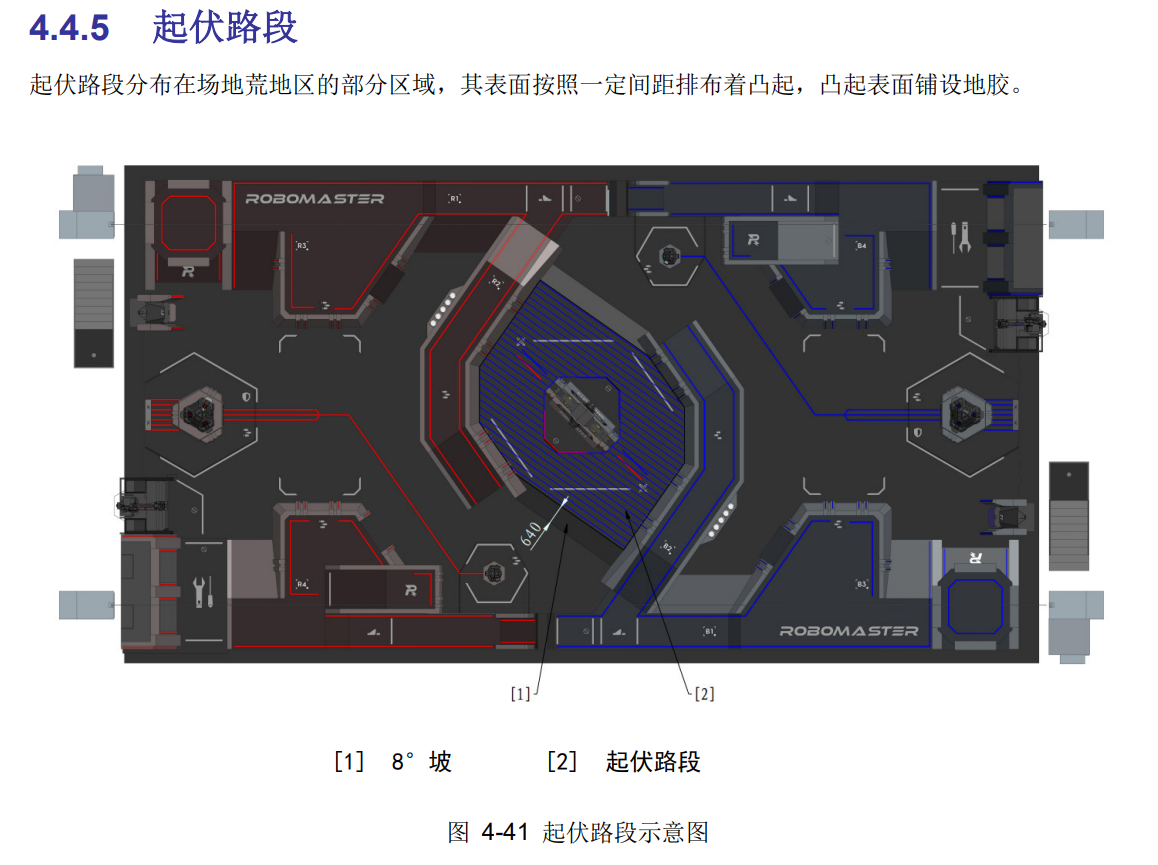 4.4.5 起伏路段
起伏路段分布在场地荒地区的部分区域，其表面按照一定间距排布着凸起，凸起表面铺设地胶。
ROBOMASTER
R1
R3
R
B4
R
R2
640
B2
R4
R
B3
R
B1
ROBOMASTER
[1]
[2]
[1] 8° 坡 [2] 起伏路段
图 4-41 起伏路段示意图